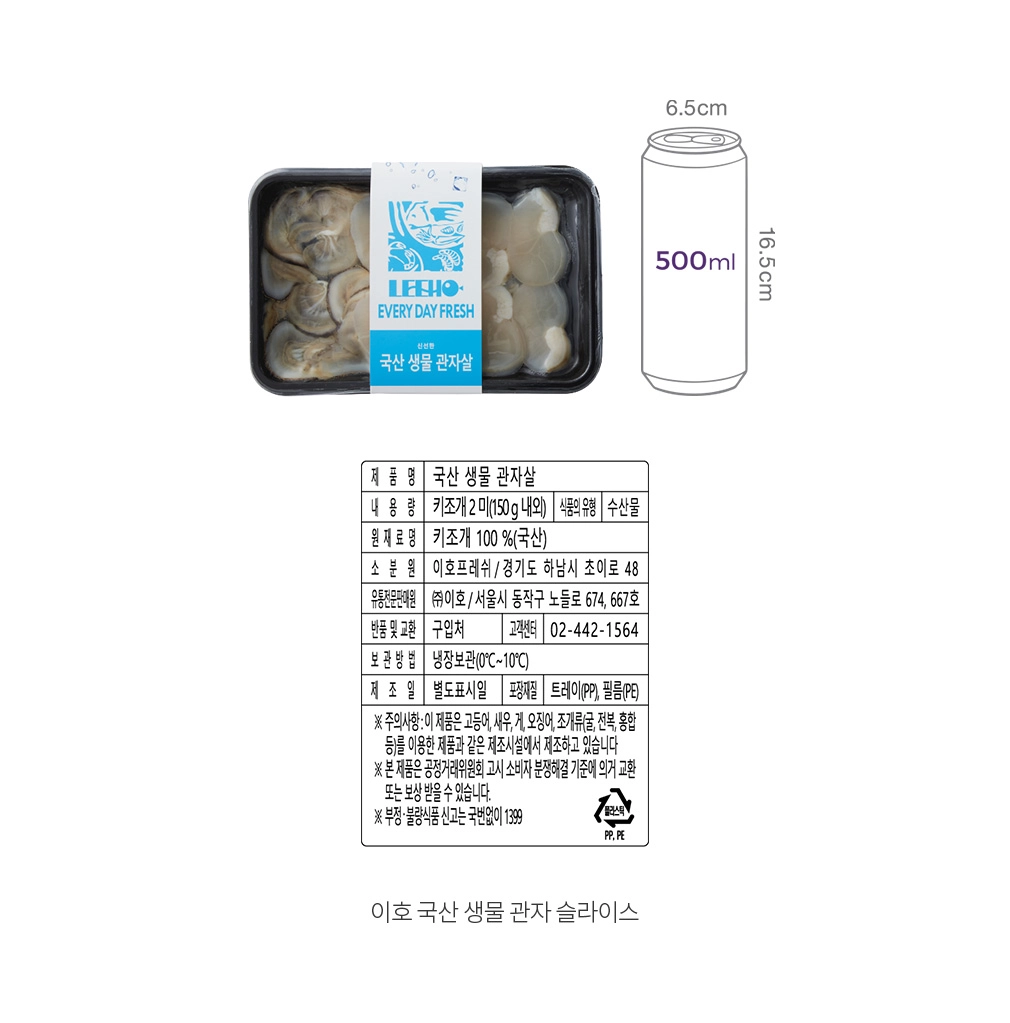 6.5cm
500ml
16.5cm
LEEHO
EVERY DAY FRESH
신선한
국산 생물 관자살
제품명 국산 생물 관자살
내용량 키조개 2 미(150 g 내외) 식품의 유형 수산물
원재료명 키조개 100 %(국산)
소분원 이호프레쉬 / 경기도 하남시 초이로 48
유통전문판매원 ㈜이호 / 서울시 동작구 노들로 674, 667호
반품 및 교환 구입처 고객센터 02-442-1564
보관방법 냉장보관(0℃~10℃)
제조일 별도표시일 포장재질 트레이(PP), 필름(PE)
※ 주의사항 : 이 제품은 고등어, 새우, 게, 오징어, 조개류(굴, 전복, 홍합
등)를 이용한 제품과 같은 제조시설에서 제조하고 있습니다
※ 본 제품은 공정거래위원회 고시 소비자 분쟁해결 기준에 의거 교환
또는 보상 받을 수 있습니다.
※ 부정·불량식품 신고는 국번없이 1399
플라스틱
PP, PE
이호 국산 생물 관자 슬라이스